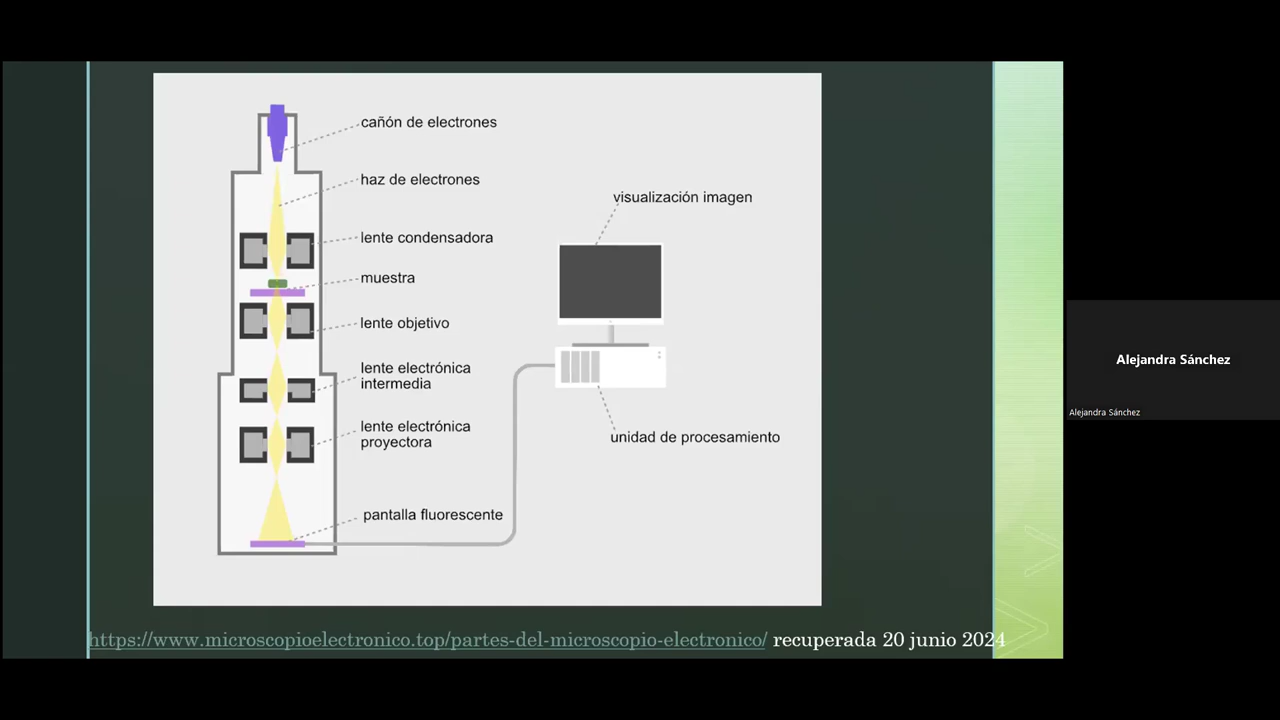 cañón de electrones
haz de electrones
lente condensadora
muestra
lente objetivo
lente electrónica
intermedia
lente electrónica
proyectora
pantalla fluorescente
visualización imagen
unidad de procesamiento
https://www.microscopioelectronico.top/partes-del-microscopio-electronico/ recuperada 20 junio 2024
Alejandra Sánchez
Alejandra Sánchez